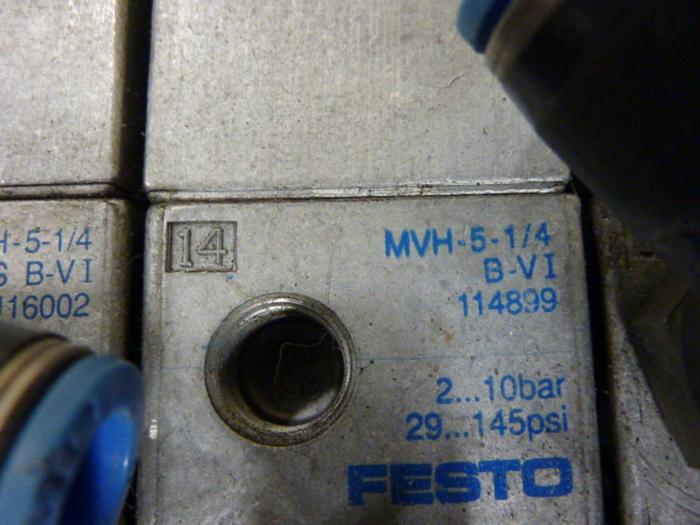 H-5-1/4
S B-VI
116002
14
MVH-5-1/4
B-VI
114899
2...10bar
29...145psi
FESTO